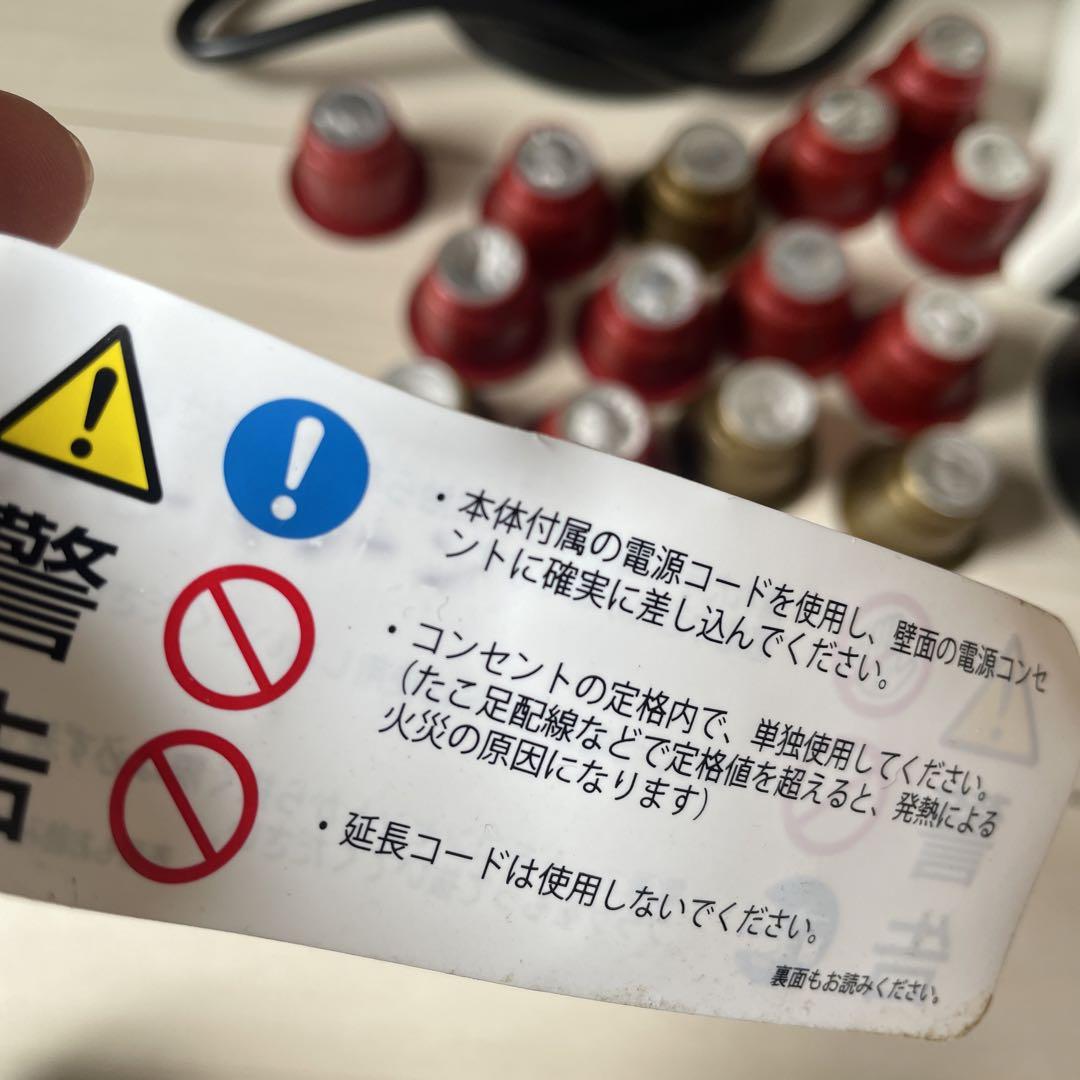 警告
・本体付属の電源コードを使用し、壁面の電源コンセ
ントに確実に差し込んでください。
・コンセントの定格内で、単独使用してください。
（たこ足配線などで定格値を超えると、発熱による
火災の原因になります）
・延長コードは使用しないでください。
裏面もお読みください。